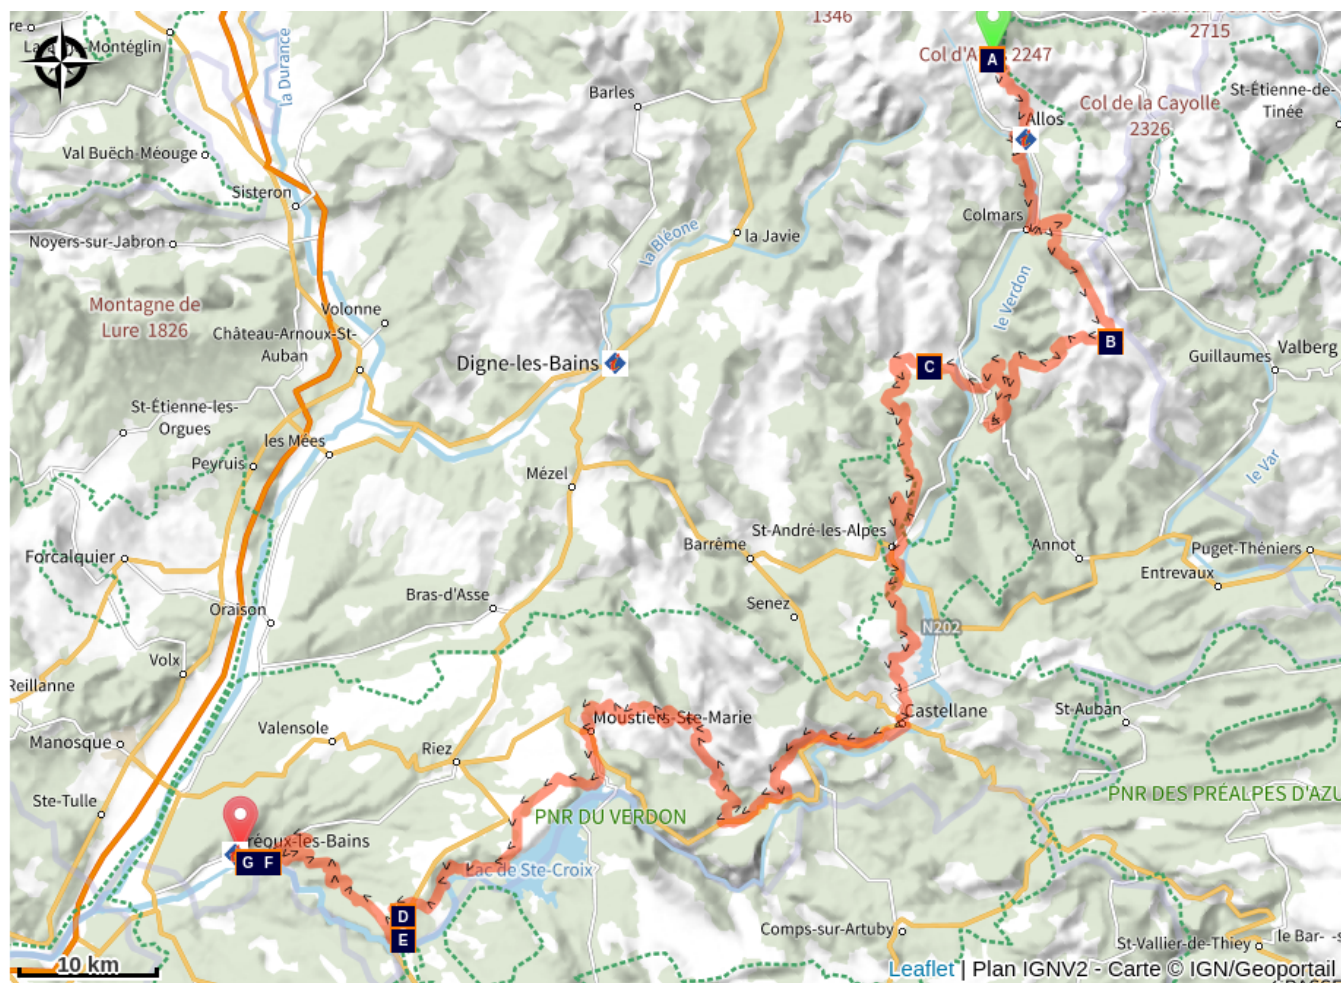 1346
2715
La
Montéglin
la Durance
Col d'A
2247
A
Barles
Col de la Cayolle
2326
St-Étienne-de-
Tinée
Allos
Val Buëch-Méouge
Sisteron
Colmars
Noyers-sur-Jabron
la Javie
la Bléone
le Verdon
Montagne de
Lure 1826
Volonne
Château-Arnoux-St-
Auban
B
Guillaumes
Valberg
Digne-les-Bains
C
St-Étienne-les-
Orgues
les Mées
Peyruis
Mézel
le Var
St-André-les-Alpes
Barrême
Annot
Puget-Théniers
Forcalquier
Entrevaux
Bras-d'Asse
Senez
Oraison
N202
Volx
Reillanne
Castellane
St-Auban
Moustiers-Ste-Marie
Valensole
Manosque
Riez
Ste-Tulle
PNR DU VERDON
PNR DES PRÉALPES D'AZU
réoux-les-Bains
G F
Lac de Ste-Croix
D
E
Comps-sur-Artuby
St-Vallier-de-Thiey
le Bar-
10 km
Leaflet | Plan IGNV2 - Carte © IGN/Geoportail